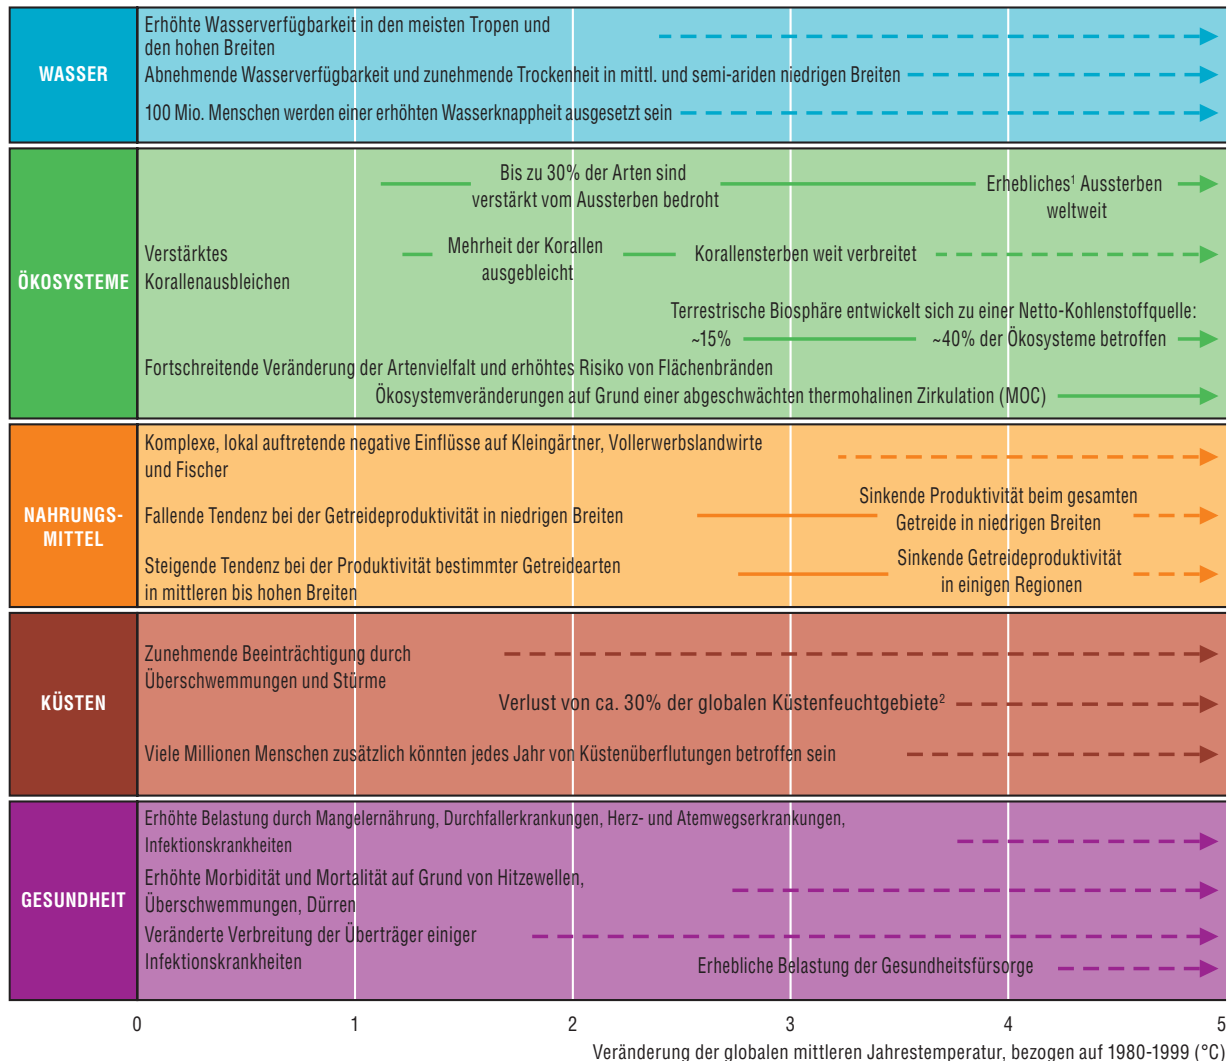 WASSER
Erhöhte Wasserverfügbarkeit in den meisten Tropen und
den hohen Breiten
Abnehmende Wasserverfügbarkeit und zunehmende Trockenheit in mittl. und semi-ariden niedrigen Breiten
100 Mio. Menschen werden einer erhöhten Wasserknappheit ausgesetzt sein
ÖKOSYSTEME
Bis zu 30% der Arten sind
verstärkt vom Aussterben bedroht
Erhebliches¹ Aussterben
weltweit
Verstärktes
Korallenausbleichen
Mehrheit der Korallen
ausgebleicht
Korallensterben weit verbreitet
Terrestrische Biosphäre entwickelt sich zu einer Netto-Kohlenstoffquelle:
~15%
~40% der Ökosysteme betroffen
Fortschreitende Veränderung der Artenvielfalt und erhöhtes Risiko von Flächenbränden
Ökosystemveränderungen auf Grund einer abgeschwächten thermohalinen Zirkulation (MOC)
NAHRUNGS-
MITTEL
Komplexe, lokal auftretende negative Einflüsse auf Kleingärtner, Vollerwerbslandwirte
und Fischer
Fallende Tendenz bei der Getreideproduktivität in niedrigen Breiten
Sinkende Produktivität beim gesamten
Getreide in niedrigen Breiten
Steigende Tendenz bei der Produktivität bestimmter Getreidearten
in mittleren bis hohen Breiten
Sinkende Getreideproduktivität
in einigen Regionen
KÜSTEN
Zunehmende Beeinträchtigung durch
Überschwemmungen und Stürme
Verlust von ca. 30% der globalen Küstenfeuchtgebiete²
Viele Millionen Menschen zusätzlich könnten jedes Jahr von Küstenüberflutungen betroffen sein
GESUNDHEIT
Erhöhte Belastung durch Mangelernährung, Durchfallerkrankungen, Herz- und Atemwegserkrankungen,
Infektionskrankheiten
Erhöhte Morbidität und Mortalität auf Grund von Hitzewellen,
Überschwemmungen, Dürren
Veränderte Verbreitung der Überträger einiger
Infektionskrankheiten
Erhebliche Belastung der Gesundheitsfürsorge
0 1 2 3 4 5
Veränderung der globalen mittleren Jahrestemperatur, bezogen auf 1980-1999 (°C)